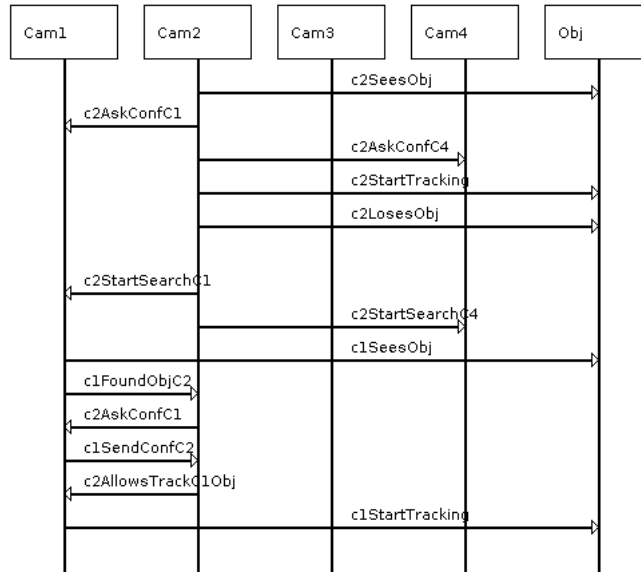 Cam1 Cam2 Cam3 Cam4 Obj
c2SeesObj
c2AskConfC1
c2AskConfC4
c2StartTracking
c2LosesObj
c2StartSearchC1
c2StartSearchC4
c1SeesObj
c1FoundObjC2
c2AskConfC1
c1SendConfC2
c2AllowsTrackC1Obj
c1StartTracking